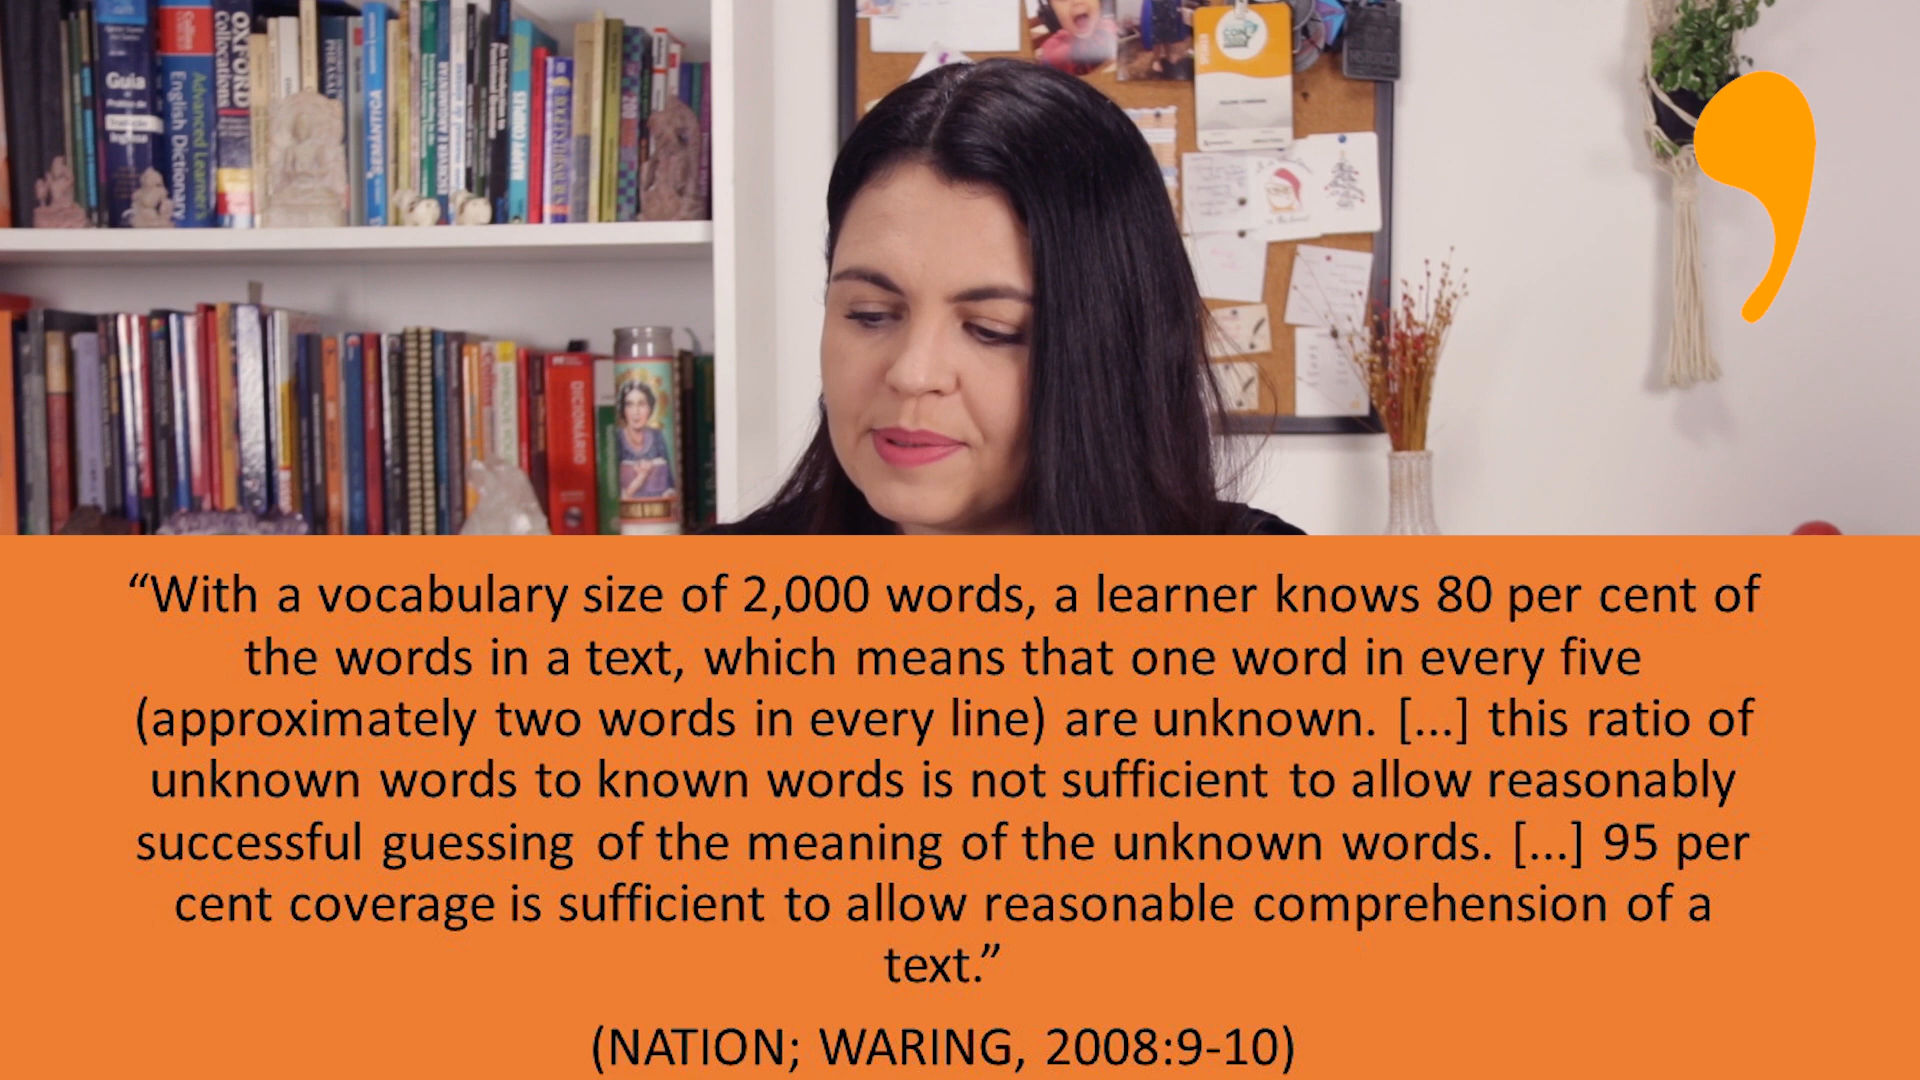 Guia
Inglesa
Collins
Advanced Learner's
English Dictionary
OXFORD
Collocations
SEMÂNTICA
DICIONÁRIO
“With a vocabulary size of 2,000 words, a learner knows 80 per cent of
the words in a text, which means that one word in every five
(approximately two words in every line) are unknown. [...] this ratio of
unknown words to known words is not sufficient to allow reasonably
successful guessing of the meaning of the unknown words. [...] 95 per
cent coverage is sufficient to allow reasonable comprehension of a
text.”
(NATION; WARING, 2008:9-10)